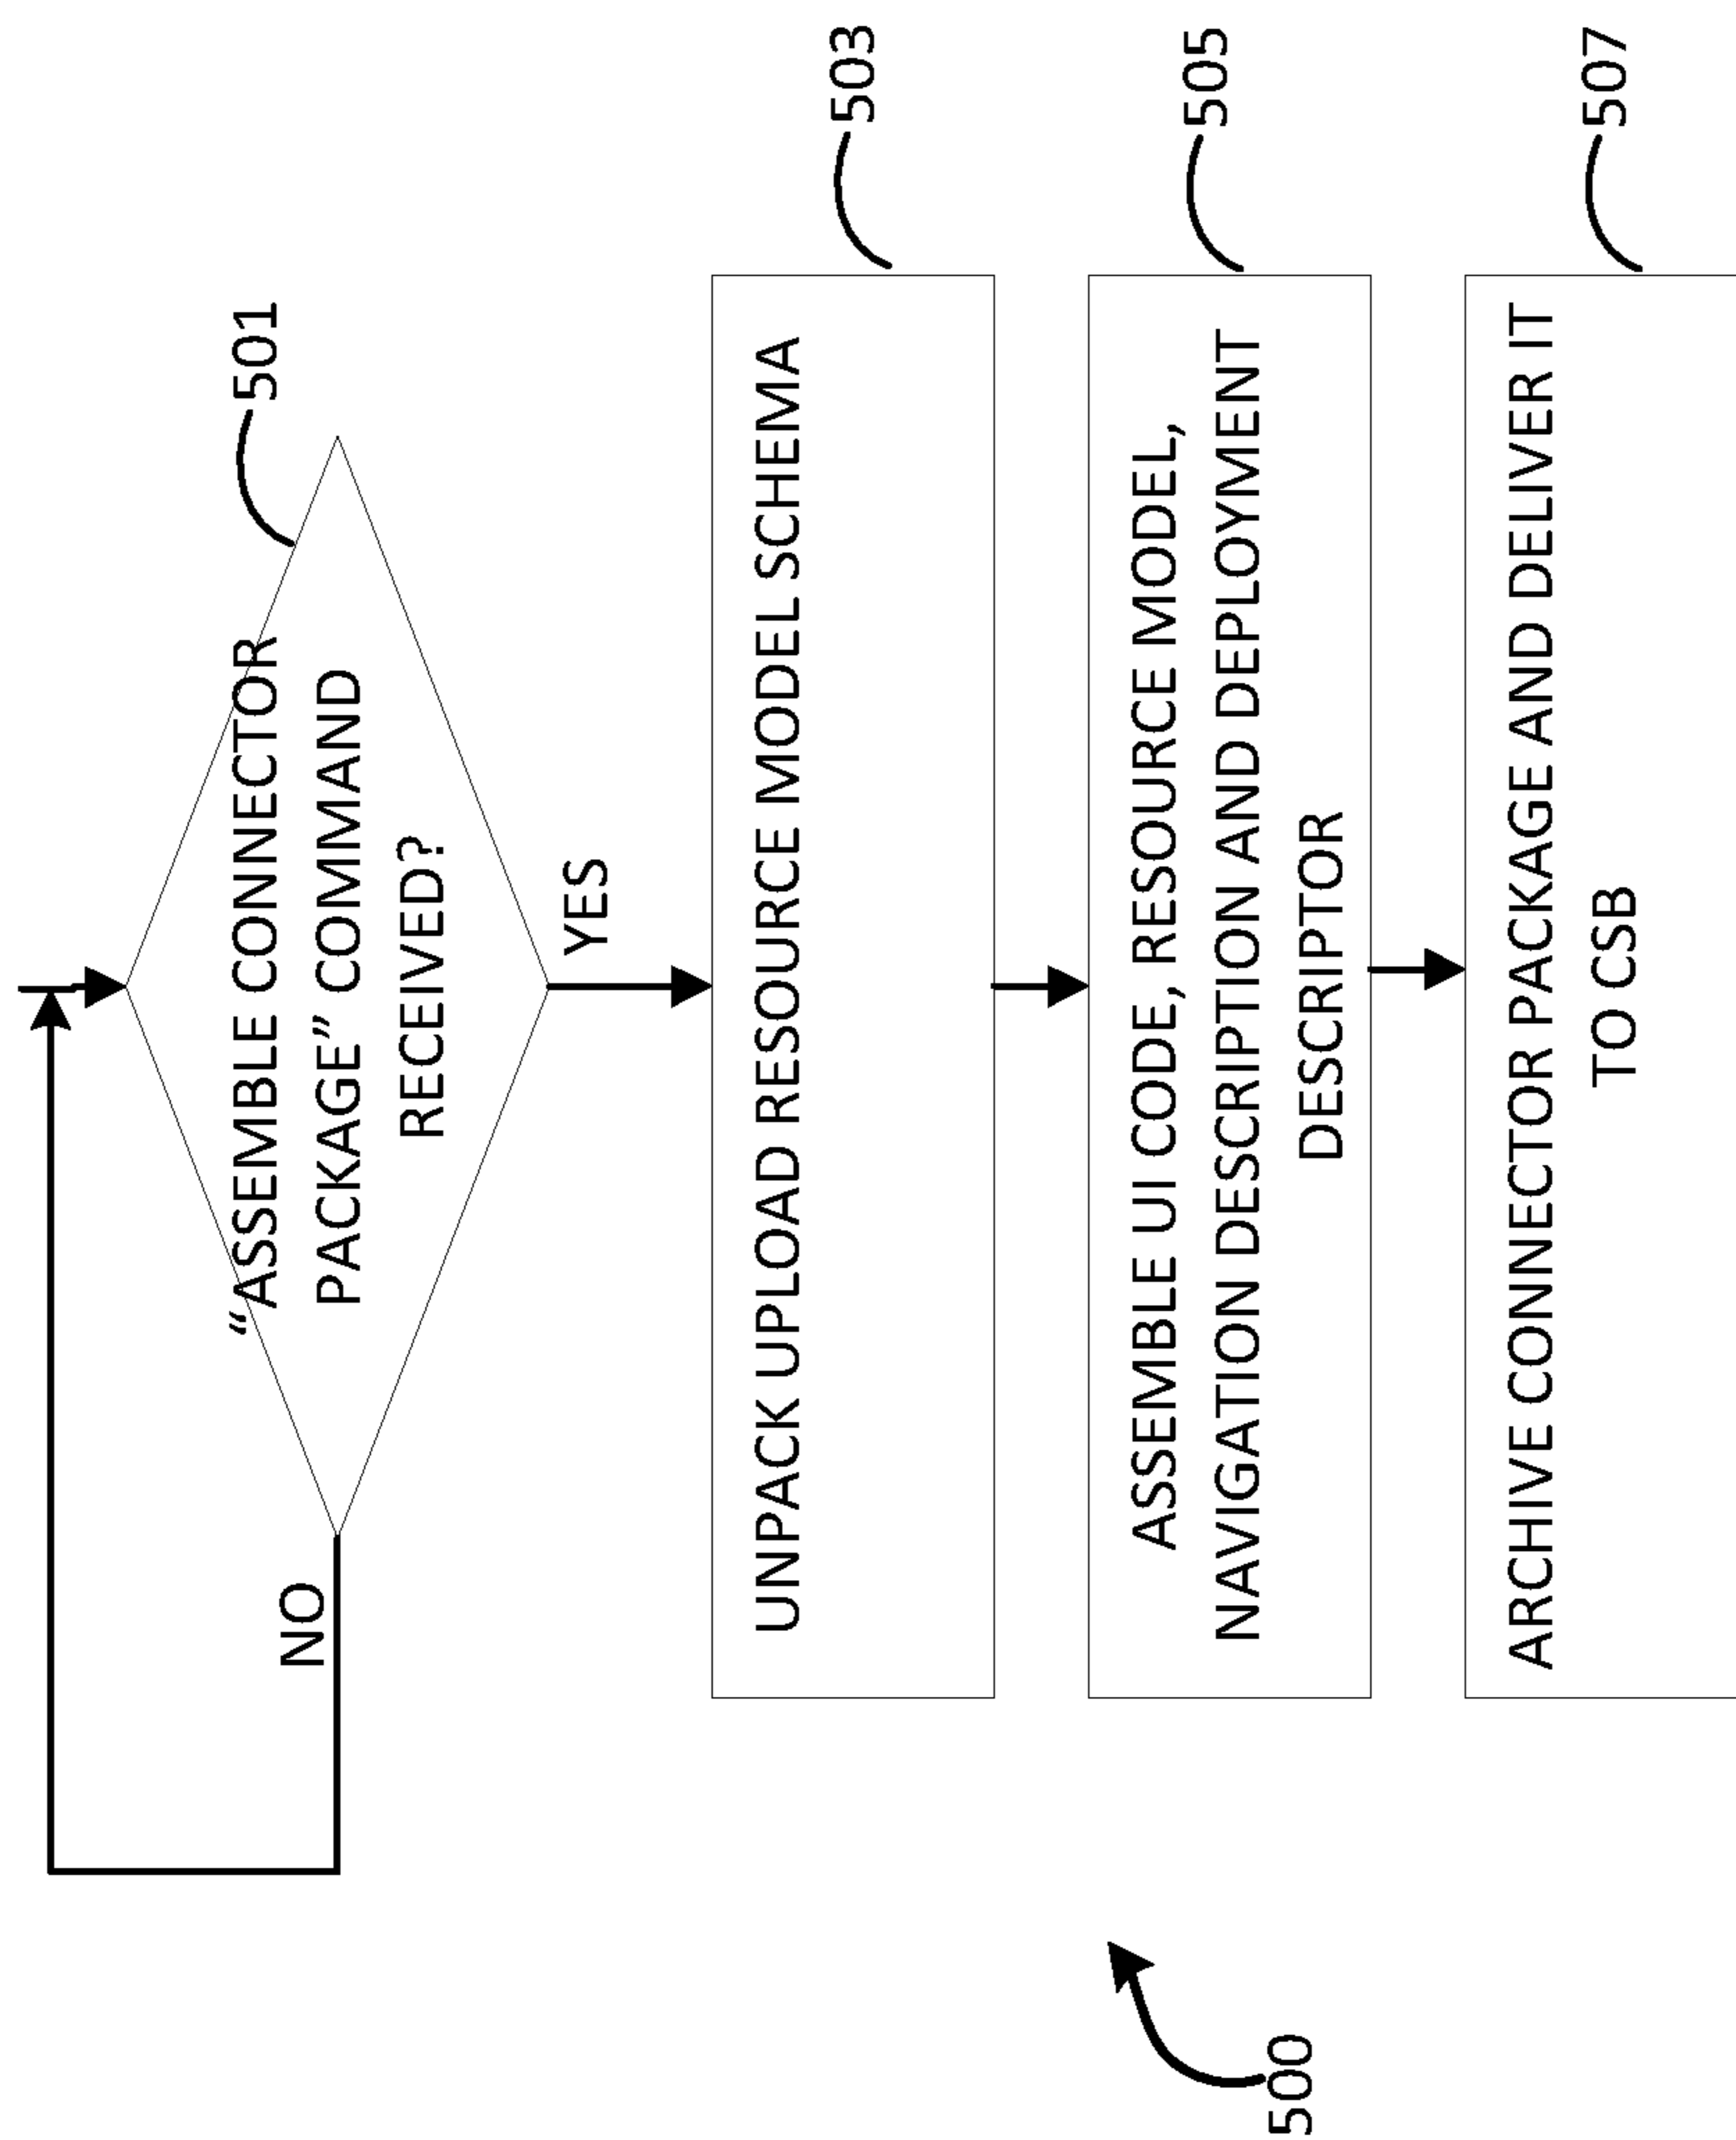 501
“ASSEMBLE CONNECTOR
PACKAGE” COMMAND
RECEIVED?
NO
YES
503
UNPACK UPLOAD RESOURCE MODEL SCHEMA
505
ASSEMBLE UI CODE, RESOURCE MODEL,
NAVIGATION DESCRIPTION AND DEPLOYMENT
DESCRIPTOR
507
ARCHIVE CONNECTOR PACKAGE AND DELIVER IT
TO CSB
500